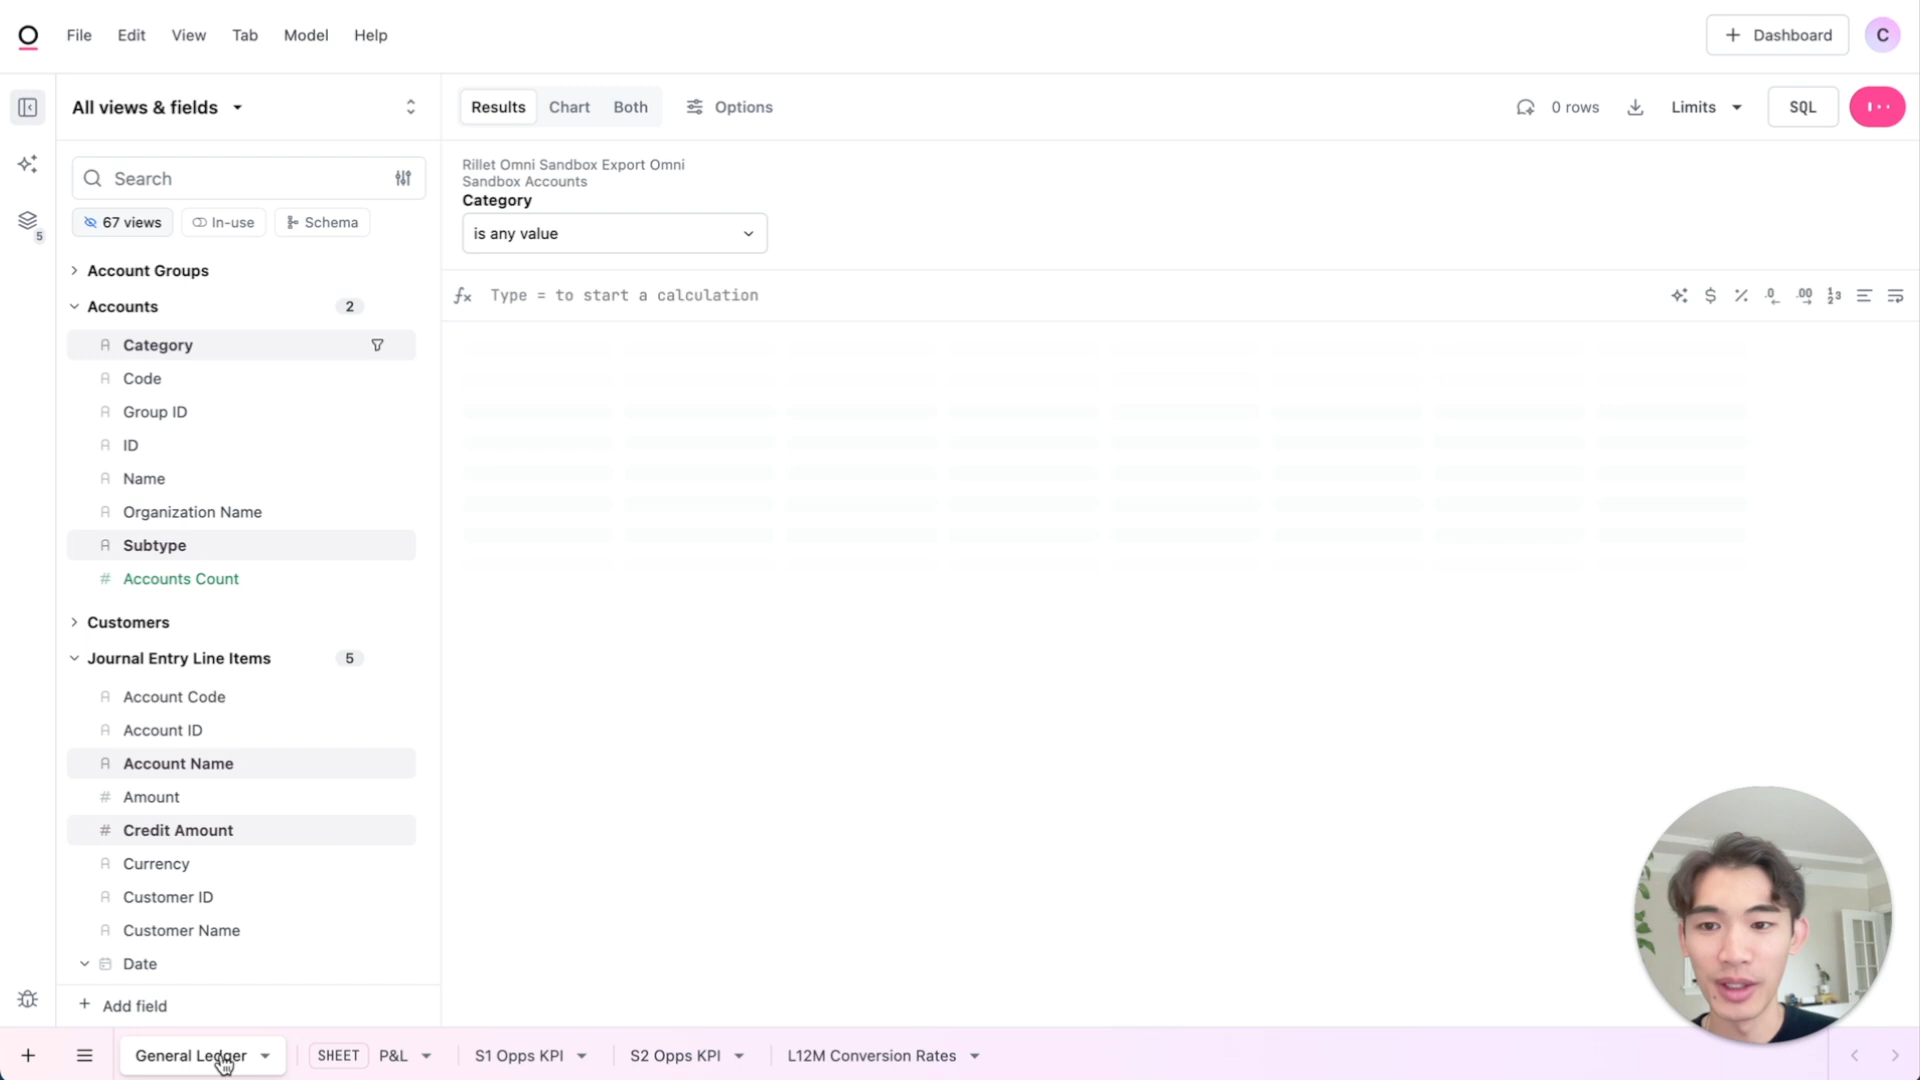 File Edit View Tab Model Help
+ Dashboard C
All views & fields
Results Chart Both Options
0 rows Limits SQL
Search
67 views In-use Schema
5
Rillet Omni Sandbox Export Omni
Sandbox Accounts
Category
is any value
fx Type = to start a calculation
Account Groups
Accounts 2
Category
Code
Group ID
ID
Name
Organization Name
Subtype
# Accounts Count
Customers
Journal Entry Line Items 5
Account Code
Account ID
Account Name
# Amount
# Credit Amount
Currency
Customer ID
Customer Name
Date
+ Add field
General Ledger SHEET P&L S1 Opps KPI S2 Opps KPI L12M Conversion Rates